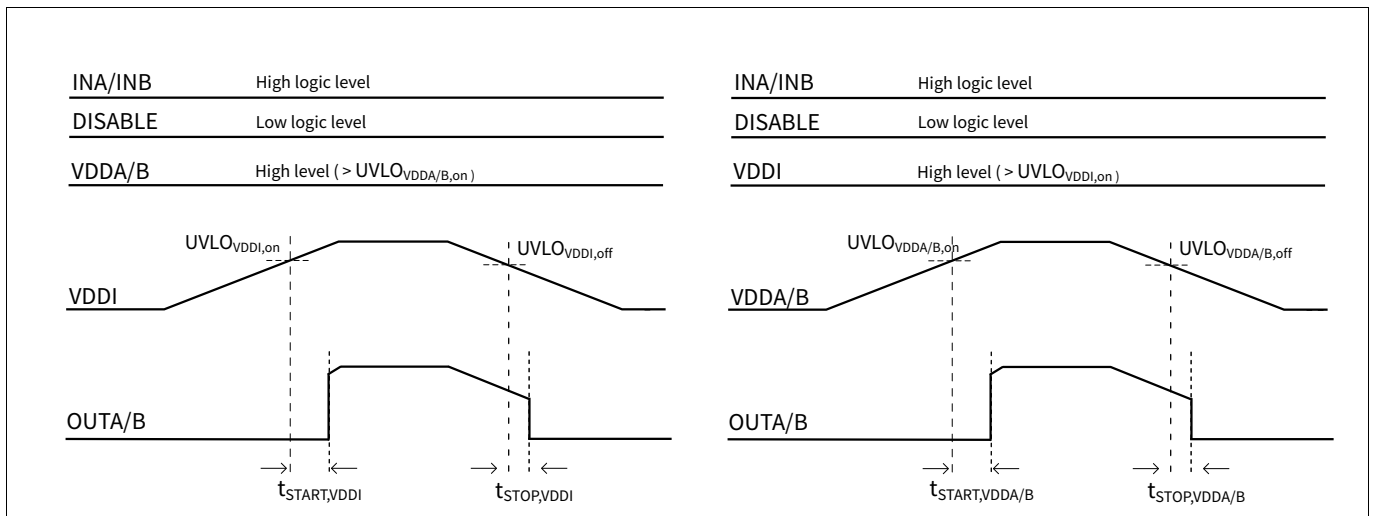 INA/INB High logic level
DISABLE Low logic level
VDDA/B High level ( > UVLOVDDA/B,on )
UVLOVDDI,on
UVLOVDDI,off
VDDI
OUTA/B
tSTART,VDDI
tSTOP,VDDI
INA/INB High logic level
DISABLE Low logic level
VDDI High level ( > UVLOVDDI,on )
UVLOVDDA/B,on
UVLOVDDA/B,off
VDDA/B
OUTA/B
tSTART,VDDA/B
tSTOP,VDDA/B